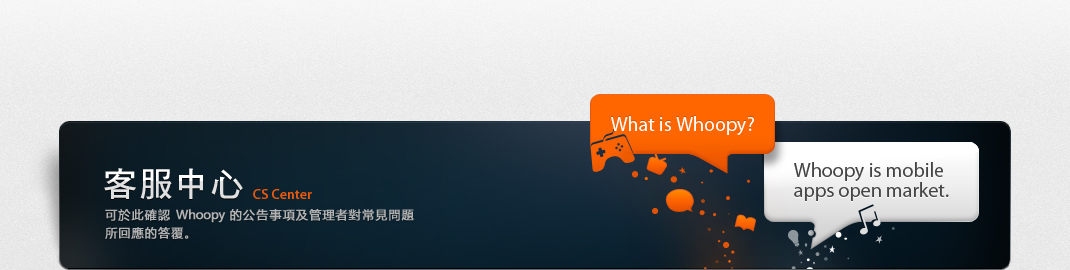 What is Whoopy?
Whoopy is mobile
apps open market.
客服中心 CS Center
可於此確認 Whoopy 的公告事項及管理者對常見問題
所回應的答覆。